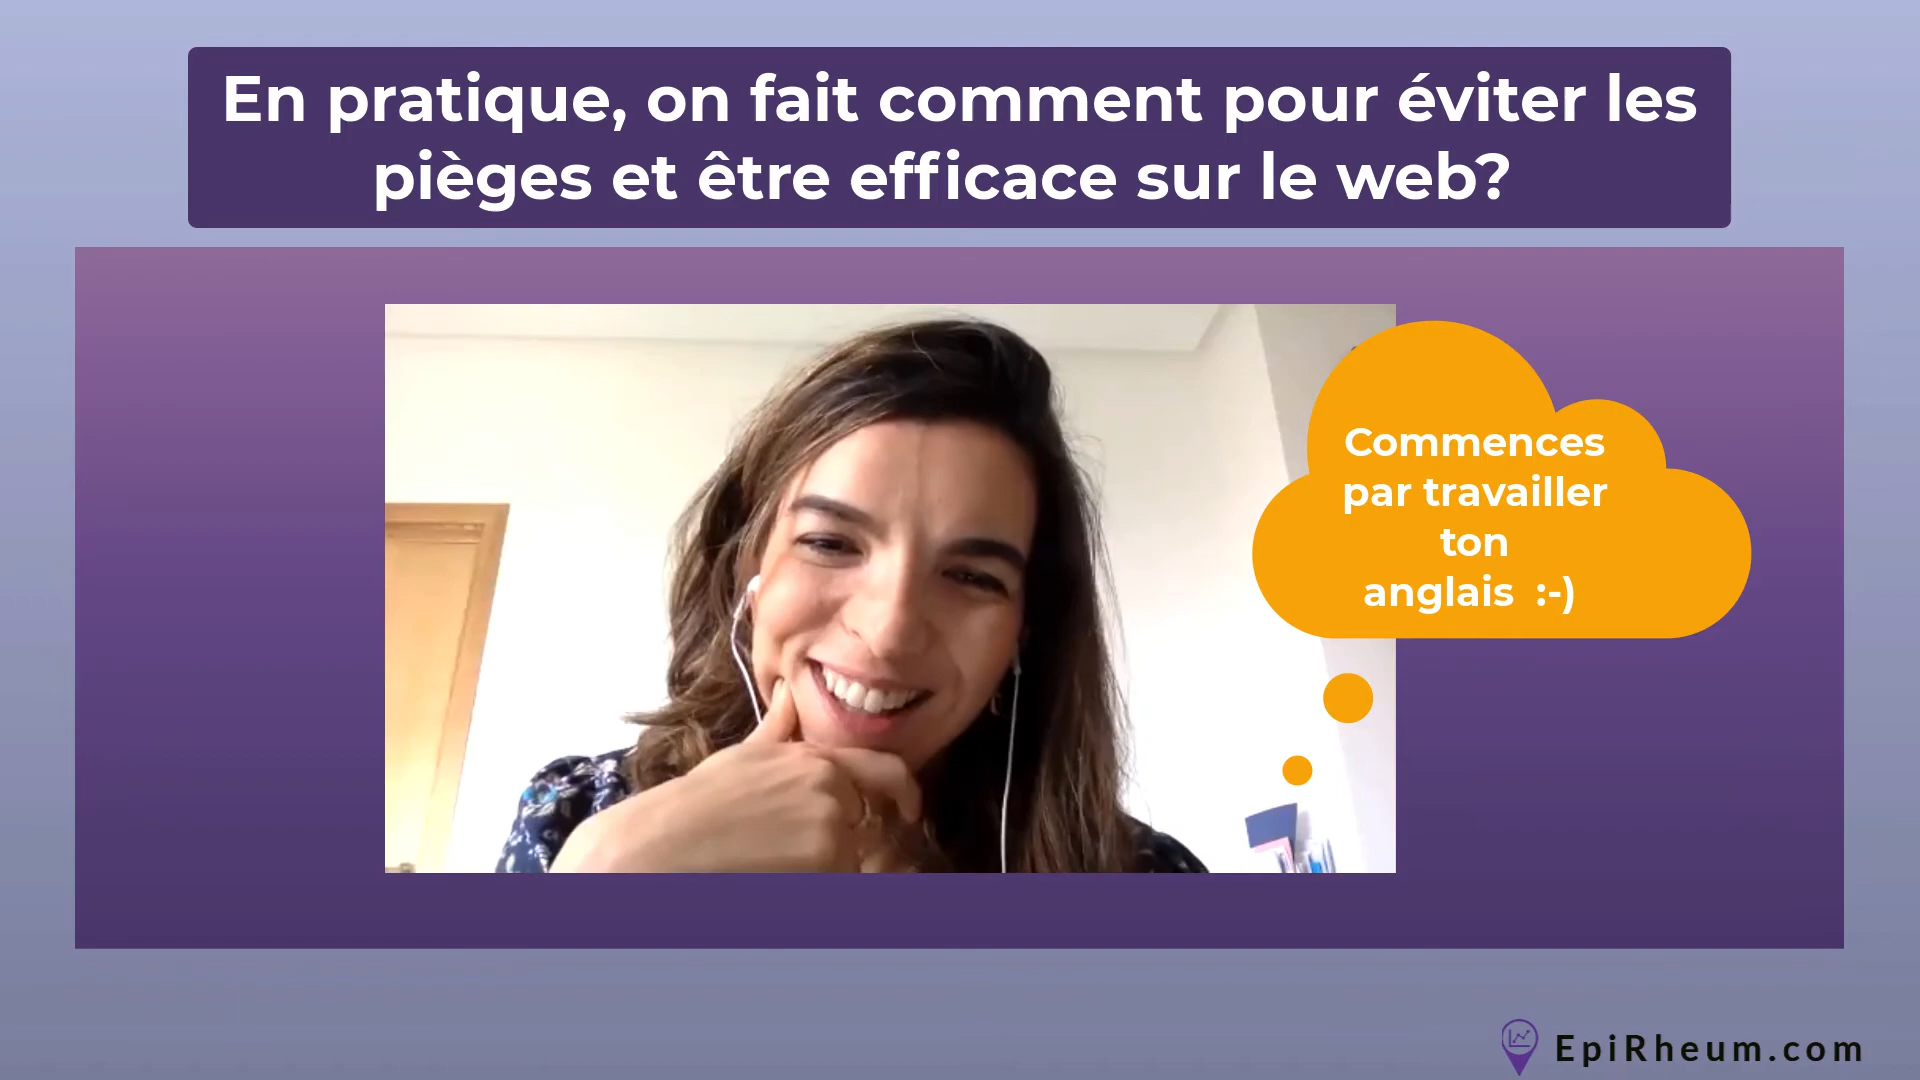 En pratique, on fait comment pour éviter les
pièges et être efficace sur le web?
Commences
par travailler
ton
anglais :-)
EpiRheum.com